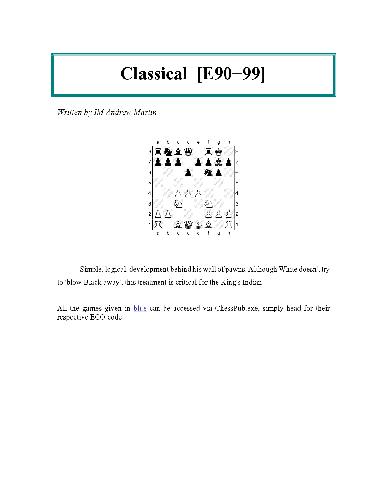 Classical [E90-99]
Written by IM Andrew Martin
Simple, logical development behind his wall of pawns. Although White doesn't try
to 'blow Black away', this treatment is critical for the King's Indian.
All the games given in blue can be accessed via ChessPub.exe, simply head for their
respective ECO code.